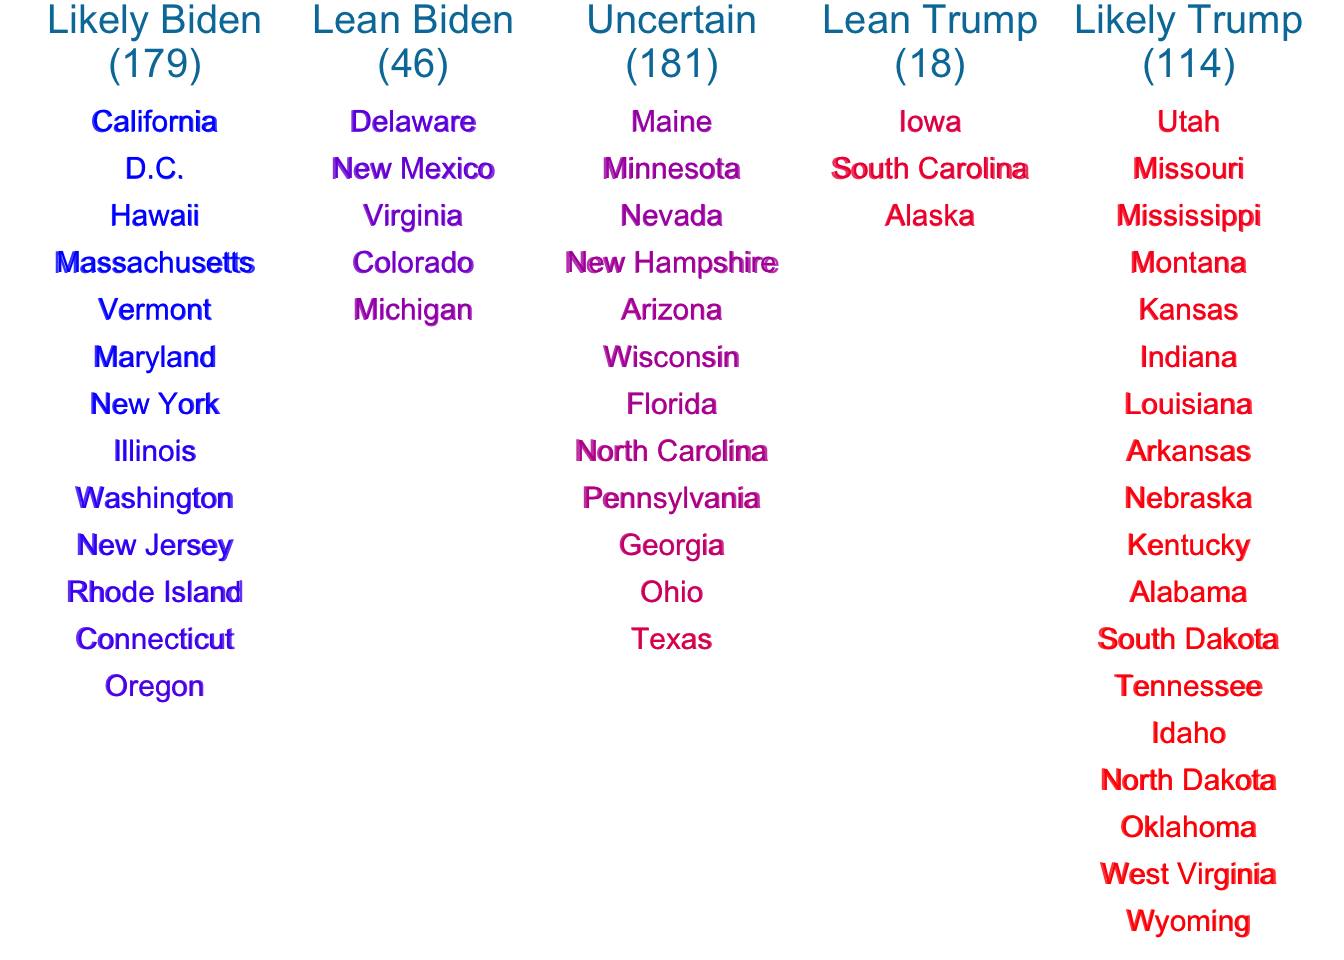 Likely Biden
(179)
California
D.C.
Hawaii
Massachusetts
Vermont
Maryland
New York
Illinois
Washington
New Jersey
Rhode Island
Connecticut
Oregon
Lean Biden
(46)
Delaware
New Mexico
Virginia
Colorado
Michigan
Uncertain
(181)
Maine
Minnesota
Nevada
New Hampshire
Arizona
Wisconsin
Florida
North Carolina
Pennsylvania
Georgia
Ohio
Texas
Lean Trump
(18)
Iowa
South Carolina
Alaska
Likely Trump
(114)
Utah
Missouri
Mississippi
Montana
Kansas
Indiana
Louisiana
Arkansas
Nebraska
Kentucky
Alabama
South Dakota
Tennessee
Idaho
North Dakota
Oklahoma
West Virginia
Wyoming